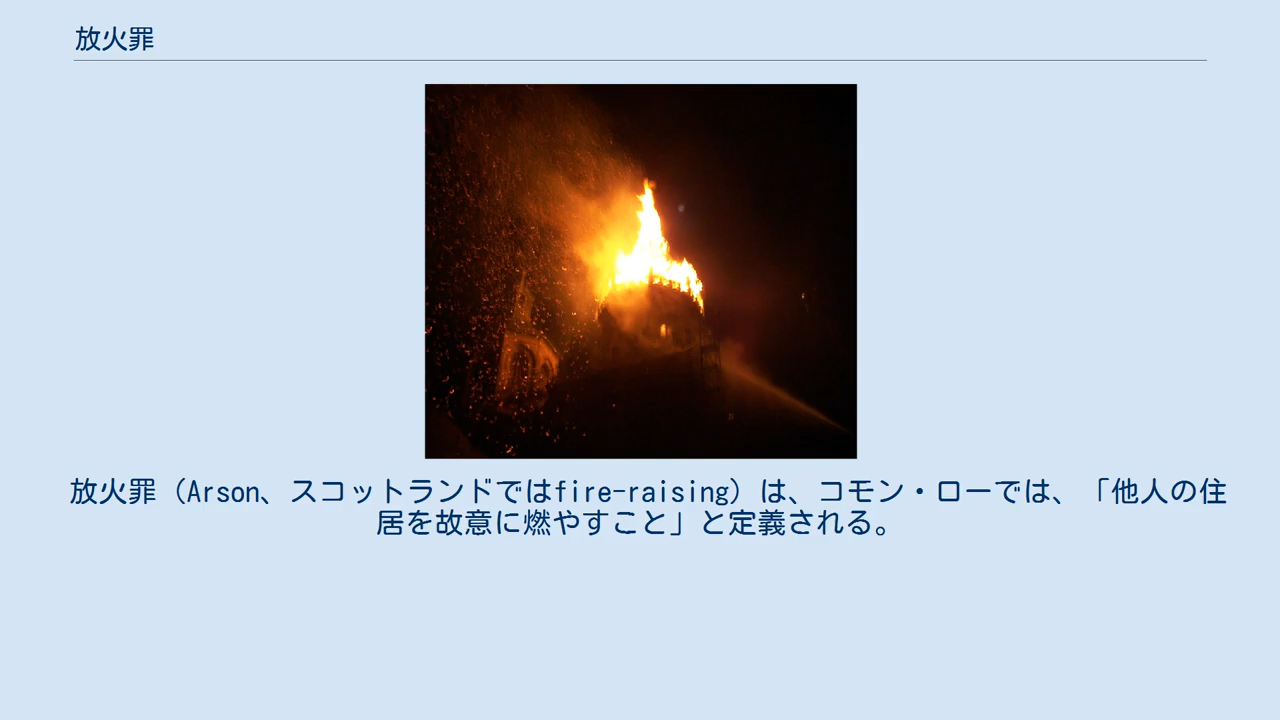 放火罪
放火罪（Arson、スコットランドではfire-raising）は、コモン・ローでは、「他人の住
居を故意に燃やすこと」と定義される。